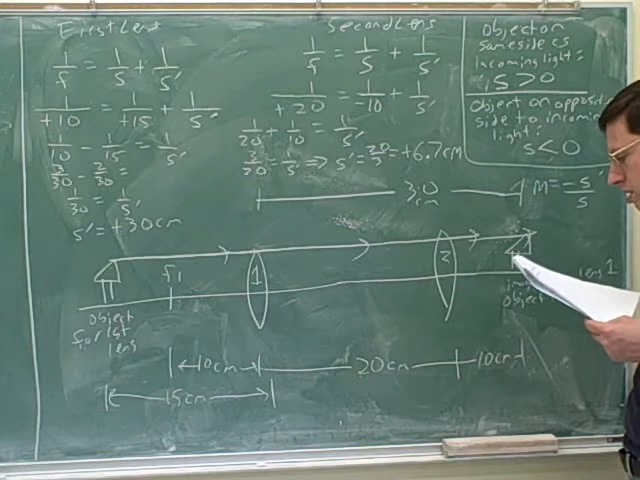 First Lens
1/f = 1/s + 1/s'
1/+10 = 1/+15 + 1/s'
1/10 - 1/15 = 1/s'
3/30 - 2/30 =
1/30 = 1/s'
s' = +30cm
Second Lens
1/f = 1/s + 1/s'
1/+20 = 1/-10 + 1/s'
1/20 + 1/10 = 1/s'
3/20 = 1/s' => s' = 20/3 = +6.7cm
Object on
same side as
incoming light:
s>0
Object on opposite
side to incoming
light:
s<0
M = -s'/s
30
cm
f1
1
2
object
for 1st
lens
lens 1
object
10cm
20cm
10cm
15cm